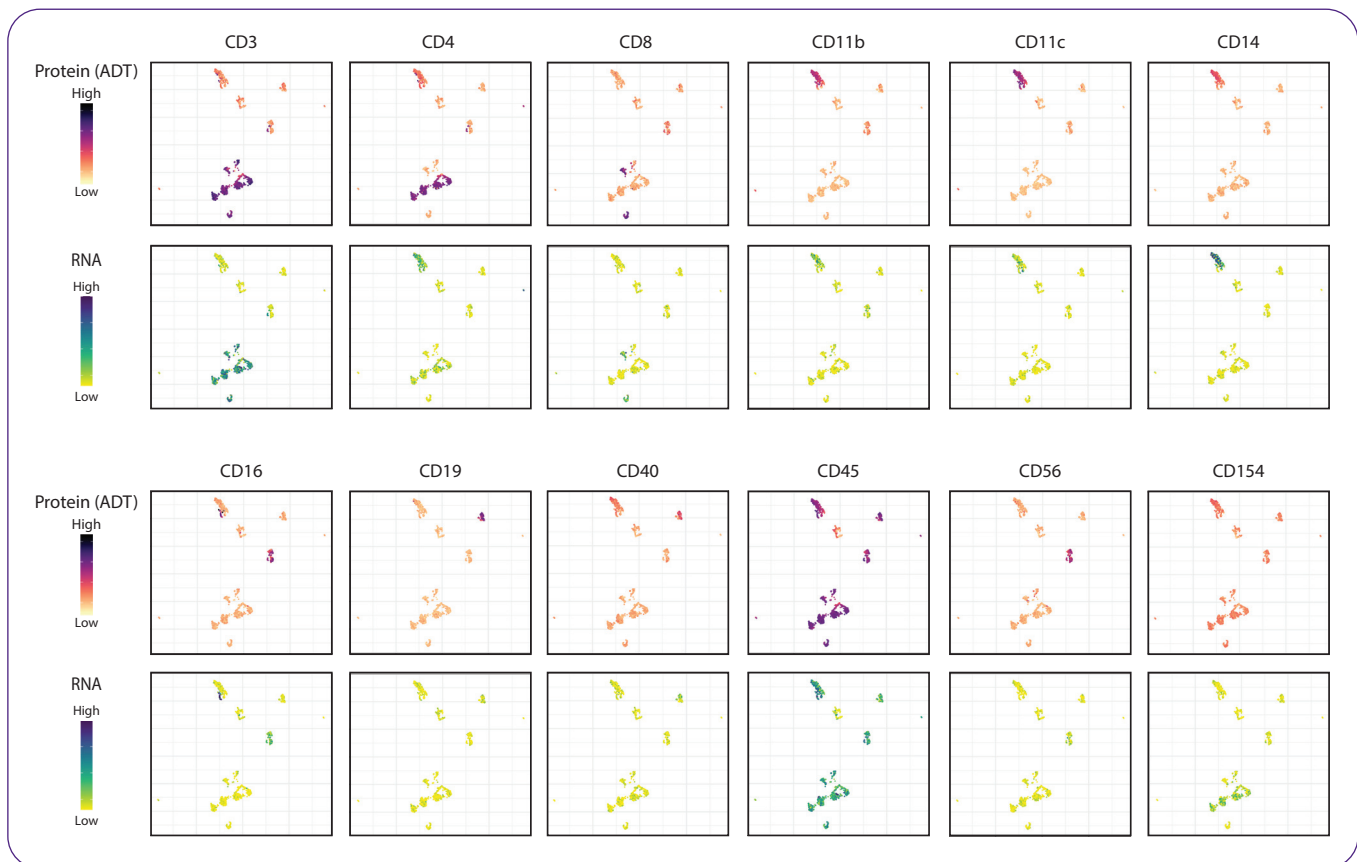 CD3 CD4 CD8 CD11b CD11c CD14
Protein (ADT)
High
Low
RNA
High
Low
CD16 CD19 CD40 CD45 CD56 CD154
Protein (ADT)
High
Low
RNA
High
Low